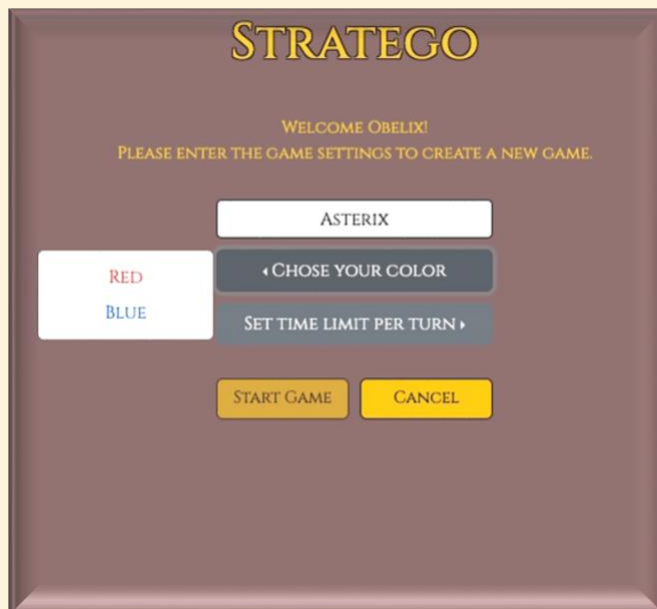 Stratego
Welcome Obelix!
Please enter the game settings to create a new game.
Asterix
Red
Blue
Chose your color
Set time limit per turn
Start Game
Cancel